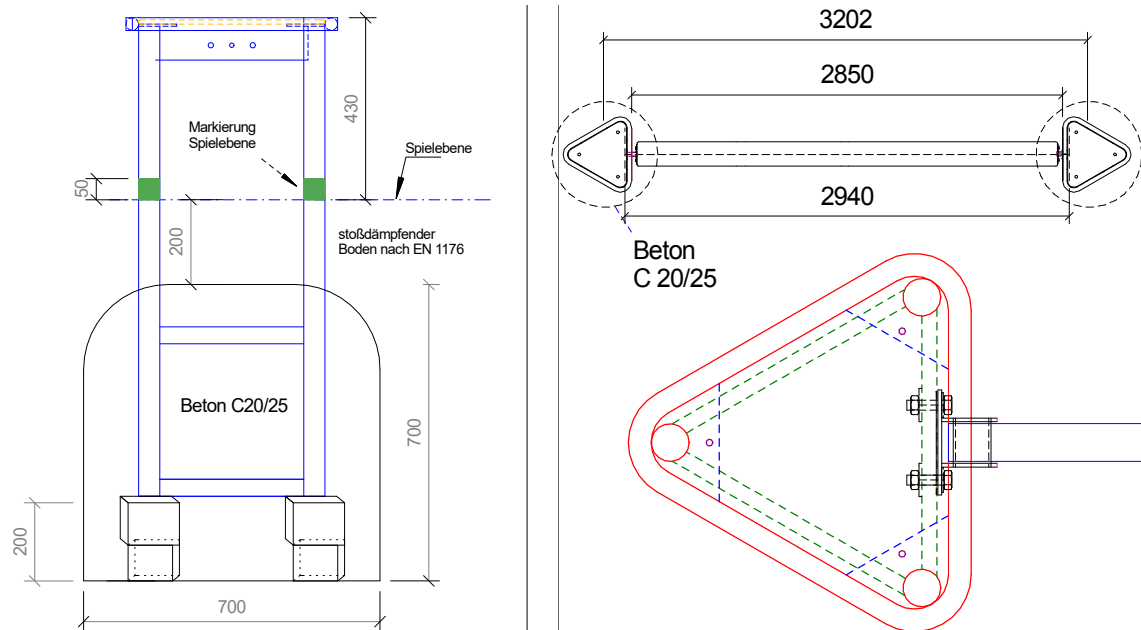 430
Markierung
Spielebene
Spielebene
50
200
stoßdämpfender
Boden nach EN 1176
Beton C20/25
700
200
700
3202
2850
2940
Beton
C 20/25